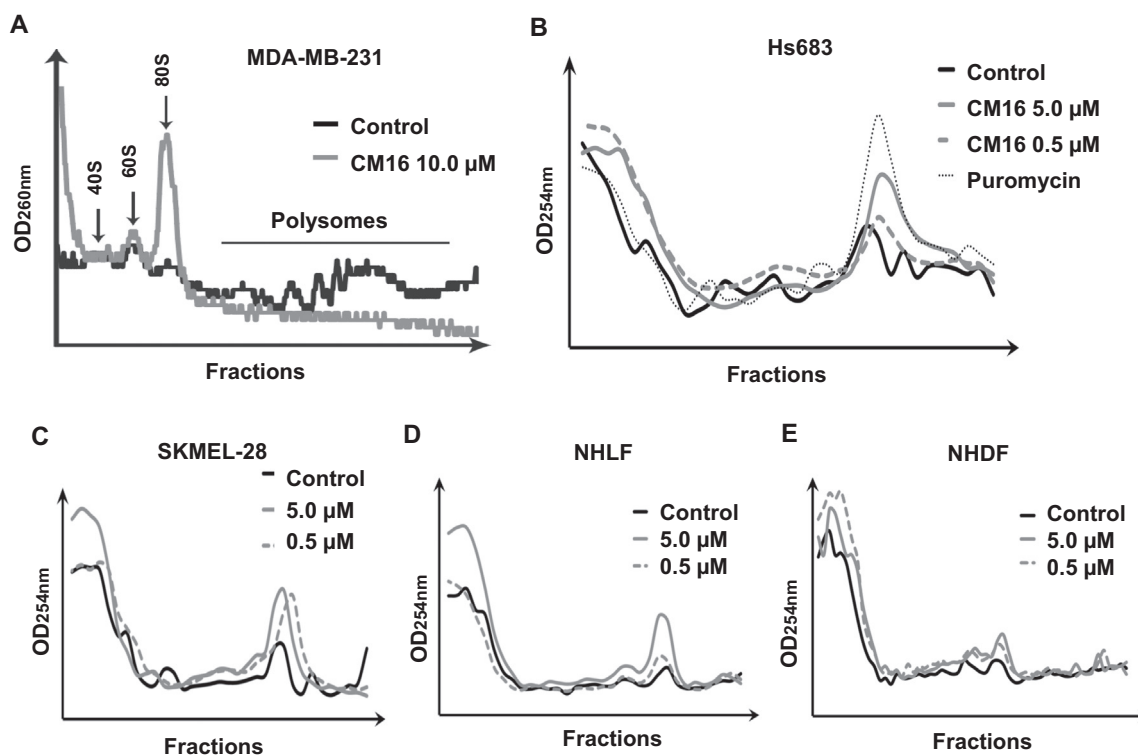 A
MDA-MB-231
Control
CM16 10.0 µM
40S
60S
80S
Polysomes
OD260nm
Fractions
B
Hs683
Control
CM16 5.0 µM
CM16 0.5 µM
Puromycin
OD254nm
Fractions
C
SKMEL-28
Control
5.0 µM
0.5 µM
OD254nm
Fractions
D
NHLF
Control
5.0 µM
0.5 µM
OD254nm
Fractions
E
NHDF
Control
5.0 µM
0.5 µM
OD254nm
Fractions